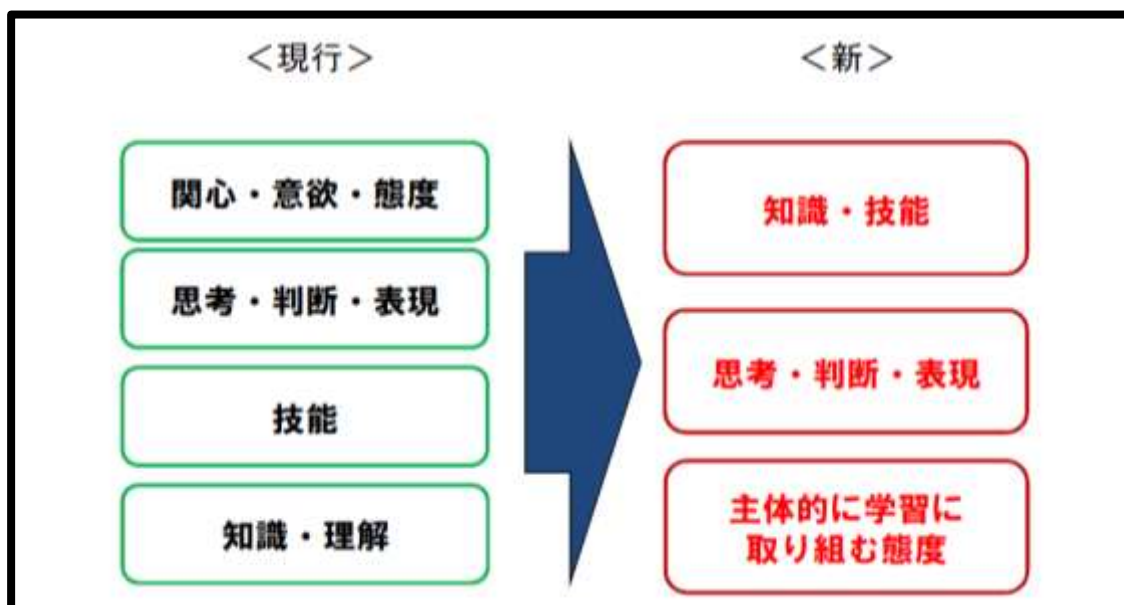 <現行>
関心・意欲・態度
思考・判断・表現
技能
知識・理解
<新>
知識・技能
思考・判断・表現
主体的に学習に
取り組む態度